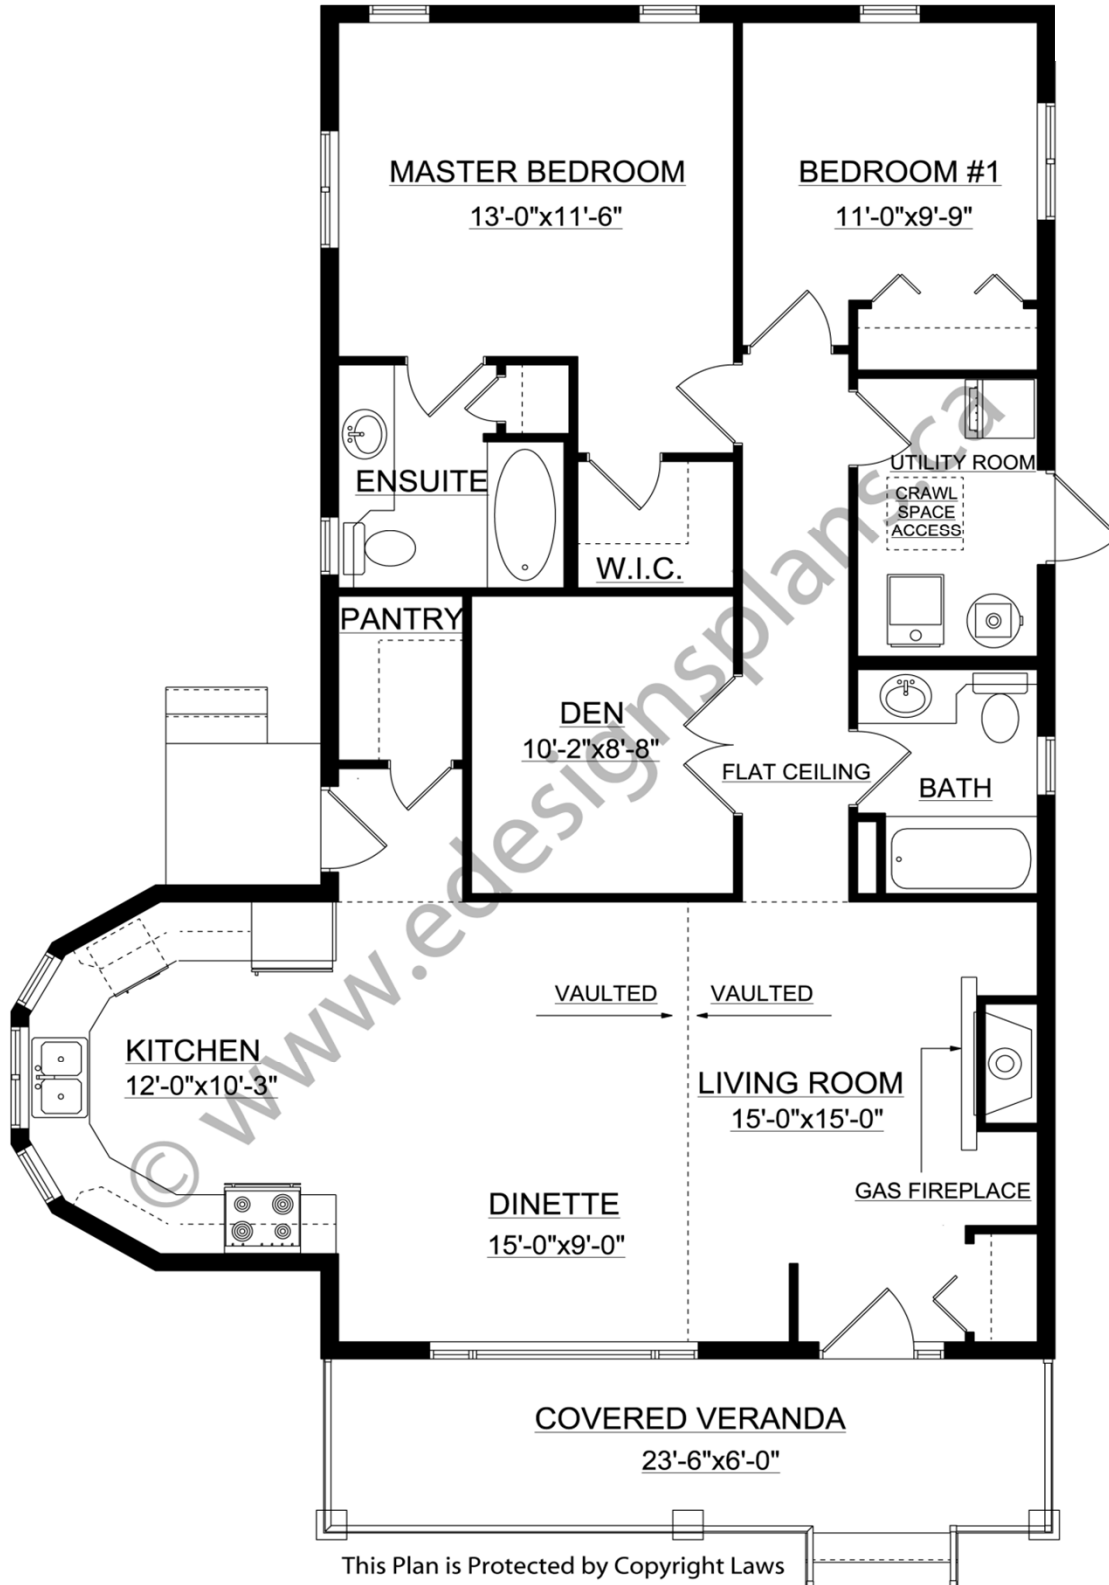 MASTER BEDROOM
13'-0"x11'-6"
BEDROOM #1
11'-0"x9'-9"
ENSUITE
W.I.C.
UTILITY ROOM
CRAWL
SPACE
ACCESS
PANTRY
DEN
10'-2"x8'-8"
FLAT CEILING
BATH
VAULTED
VAULTED
KITCHEN
12'-0"x10'-3"
LIVING ROOM
15'-0"x15'-0"
GAS FIREPLACE
DINETTE
15'-0"x9'-0"
COVERED VERANDA
23'-6"x6'-0"
This Plan is Protected by Copyright Laws
© www.edesignsplans.ca